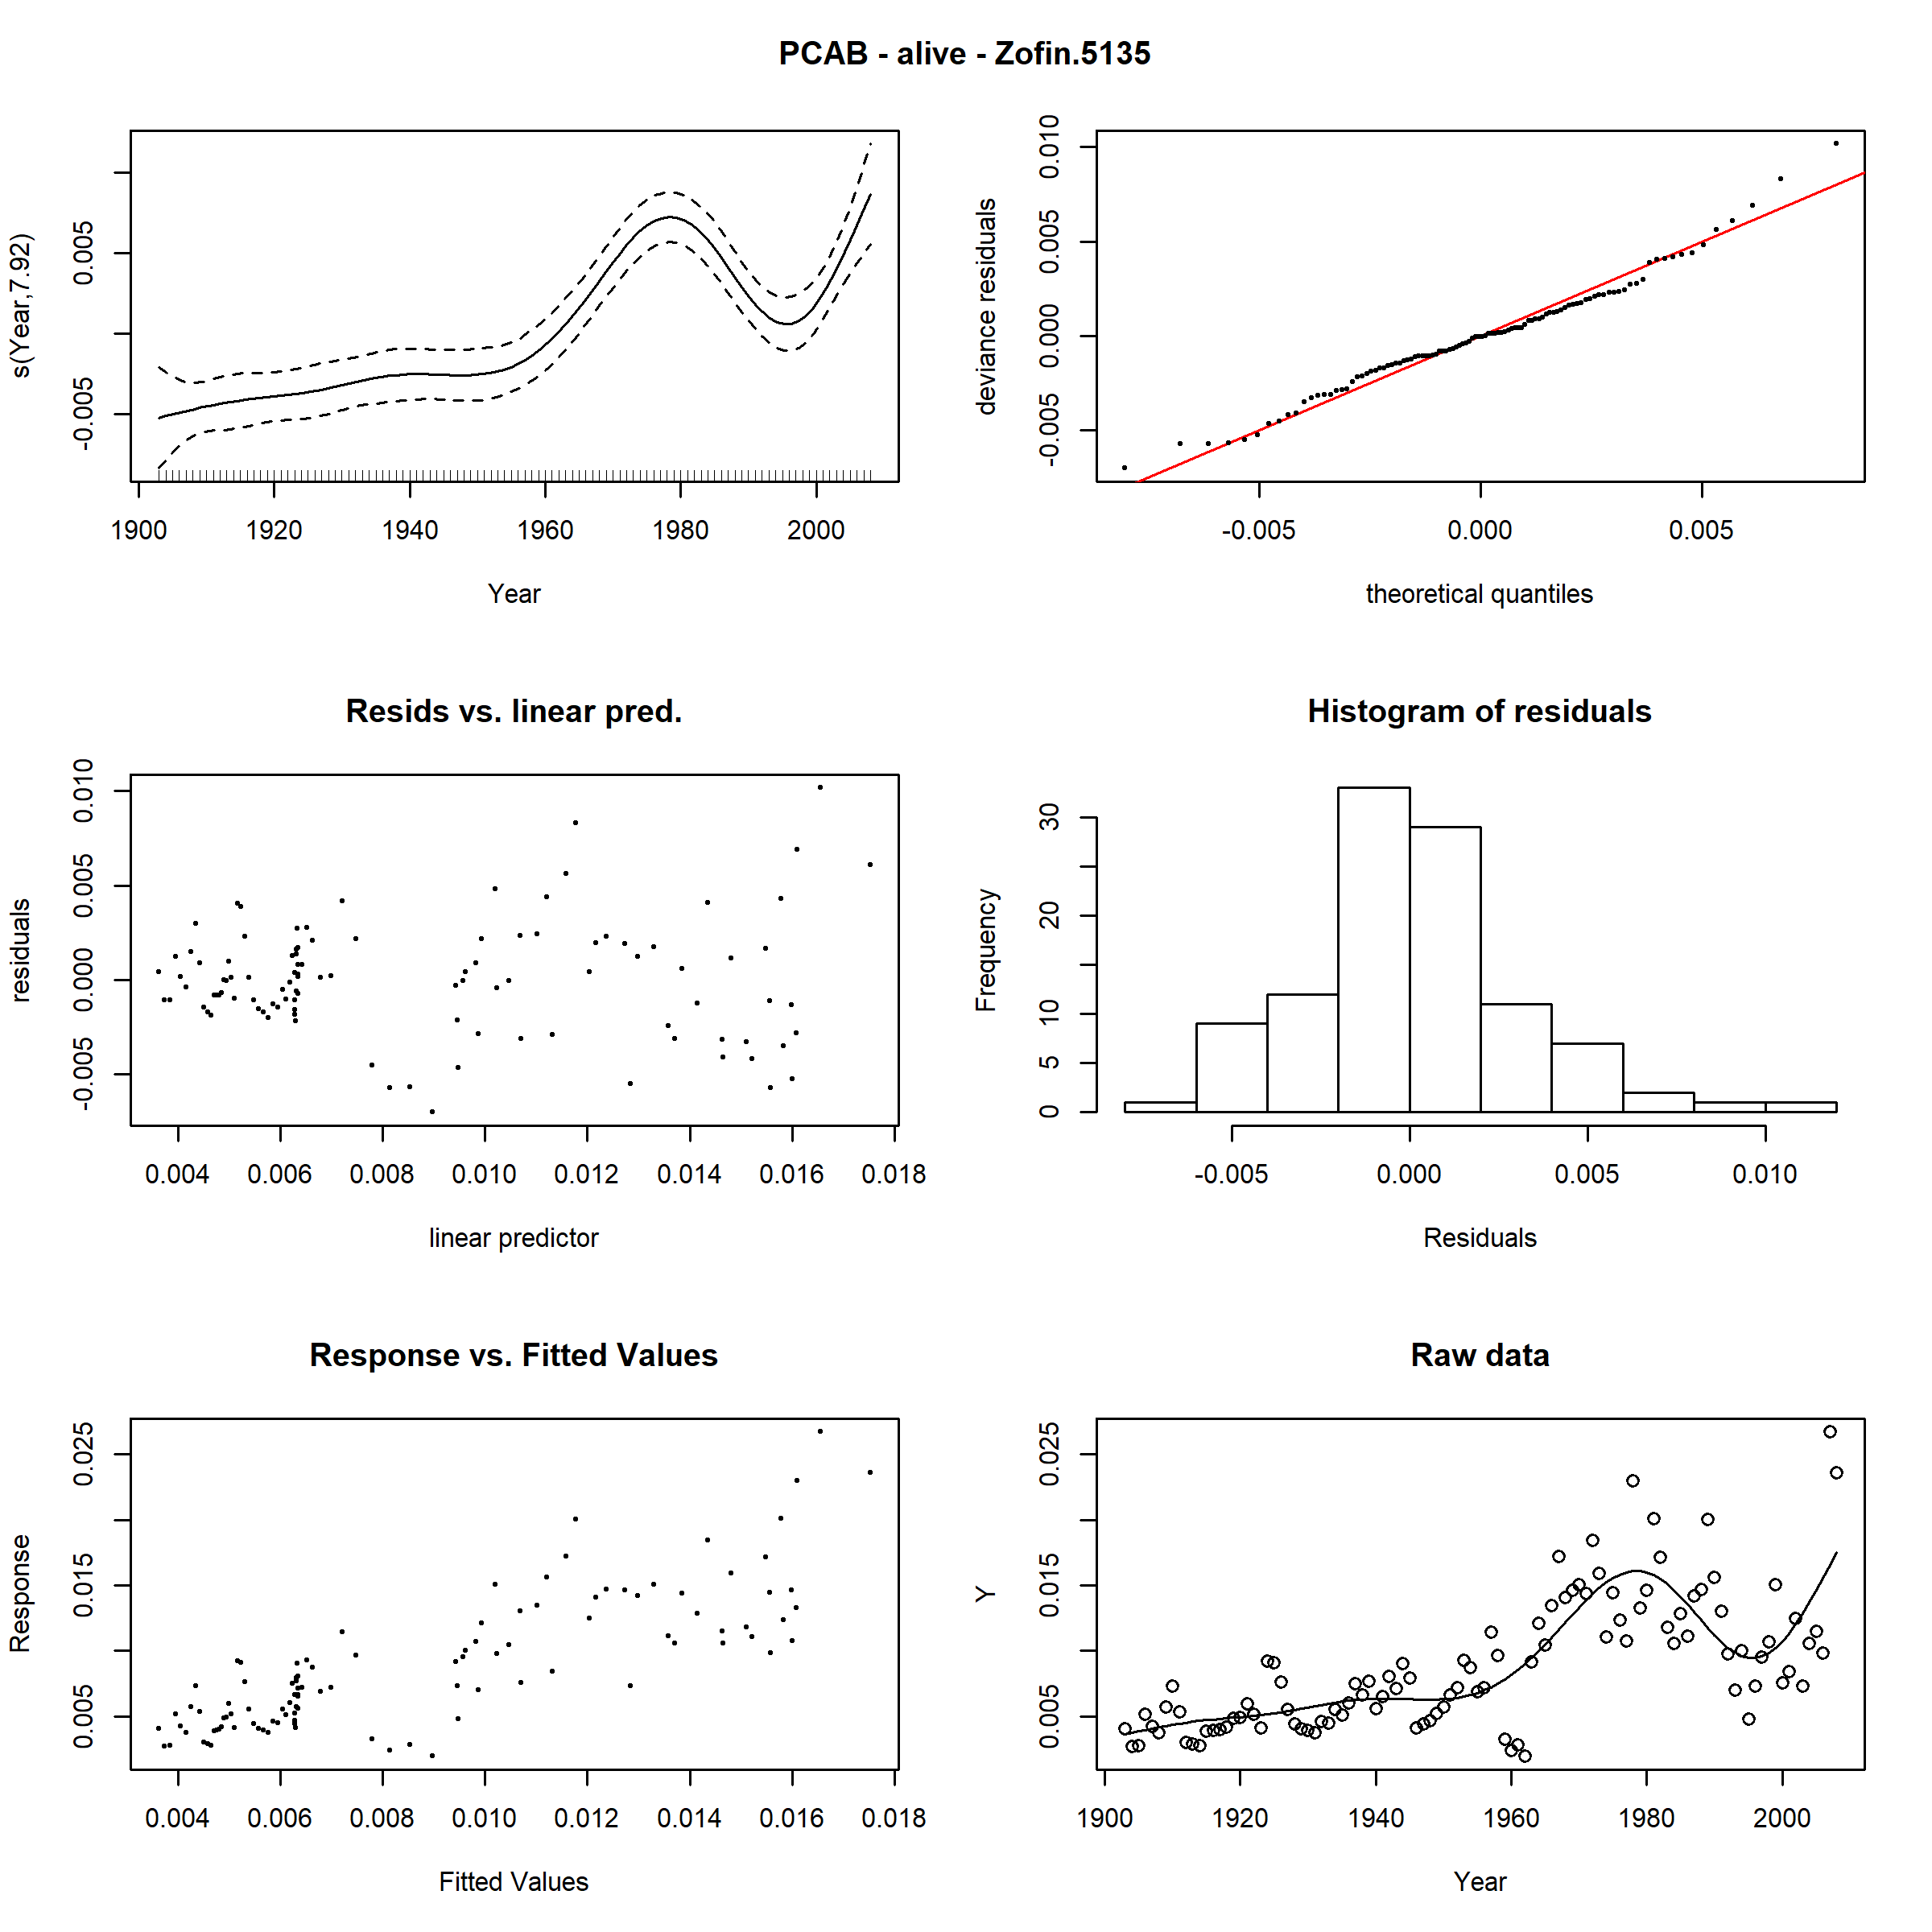 PCAB - alive - Zofin.5135
s(Year,7.92)
-0.005 0.005
1900 1920 1940 1960 1980 2000
Year
deviance residuals
-0.005 0.000 0.005 0.010
-0.005 0.000 0.005
theoretical quantiles
Resids vs. linear pred.
residuals
-0.005 0.000 0.005 0.010
0.004 0.006 0.008 0.010 0.012 0.014 0.016 0.018
linear predictor
Histogram of residuals
Frequency
0 5 10 20 30
-0.005 0.000 0.005 0.010
Residuals
Response vs. Fitted Values
Response
0.005 0.015 0.025
0.004 0.006 0.008 0.010 0.012 0.014 0.016 0.018
Fitted Values
Raw data
Y
0.005 0.015 0.025
1900 1920 1940 1960 1980 2000
Year